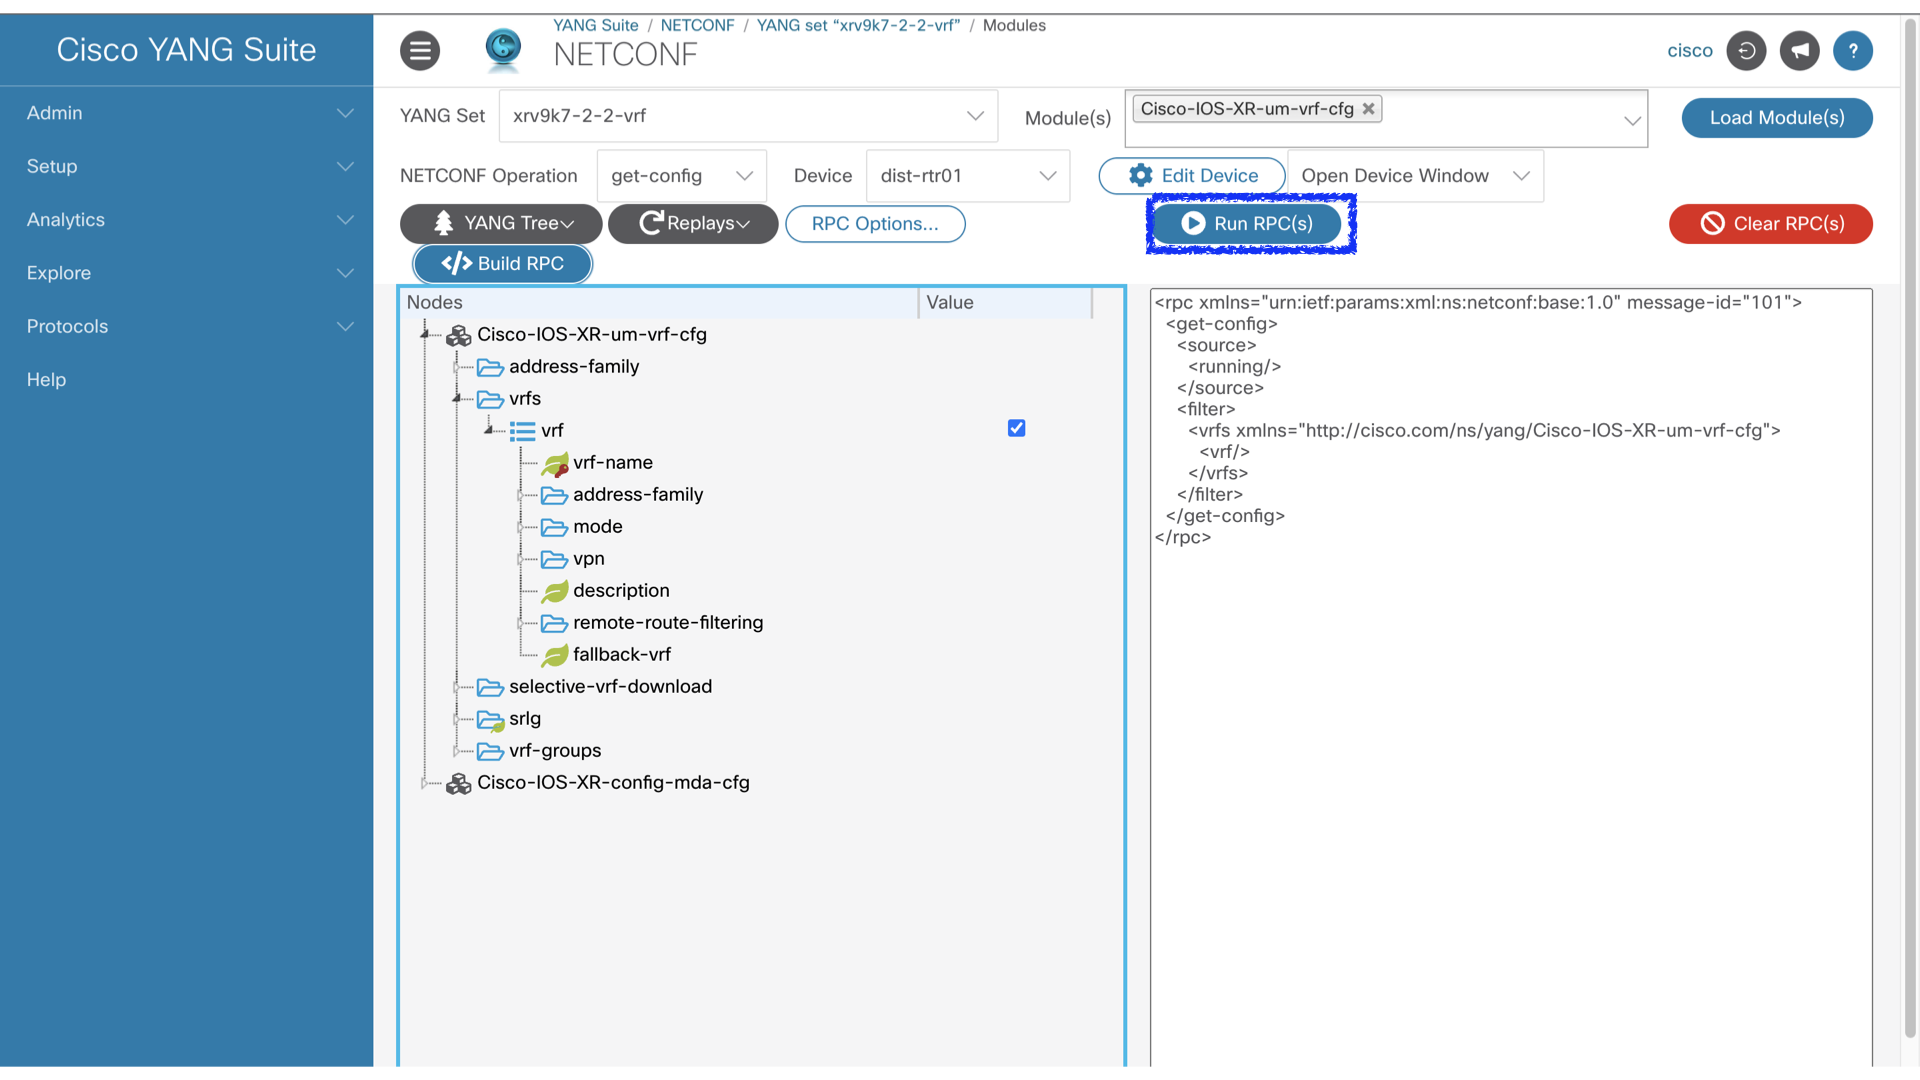 Cisco YANG Suite
Admin
Setup
Analytics
Explore
Protocols
Help
YANG Suite / NETCONF / YANG set “xrv9k7-2-2-vrf” / Modules
NETCONF
cisco
?
YANG Set xrv9k7-2-2-vrf Module(s) Cisco-IOS-XR-um-vrf-cfg Load Module(s)
NETCONF Operation get-config Device dist-rtr01 Edit Device Open Device Window
YANG Tree Replays RPC Options... Run RPC(s) Clear RPC(s)
</> Build RPC
Nodes Value
Cisco-IOS-XR-um-vrf-cfg
address-family
vrfs
vrf
vrf-name
address-family
mode
vpn
description
remote-route-filtering
fallback-vrf
selective-vrf-download
srlg
vrf-groups
Cisco-IOS-XR-config-mda-cfg
<rpc xmlns="urn:ietf:params:xml:ns:netconf:base:1.0" message-id="101">
<get-config>
<source>
<running/>
</source>
<filter>
<vrfs xmlns="http://cisco.com/ns/yang/Cisco-IOS-XR-um-vrf-cfg">
<vrf/>
</vrfs>
</filter>
</get-config>
</rpc>